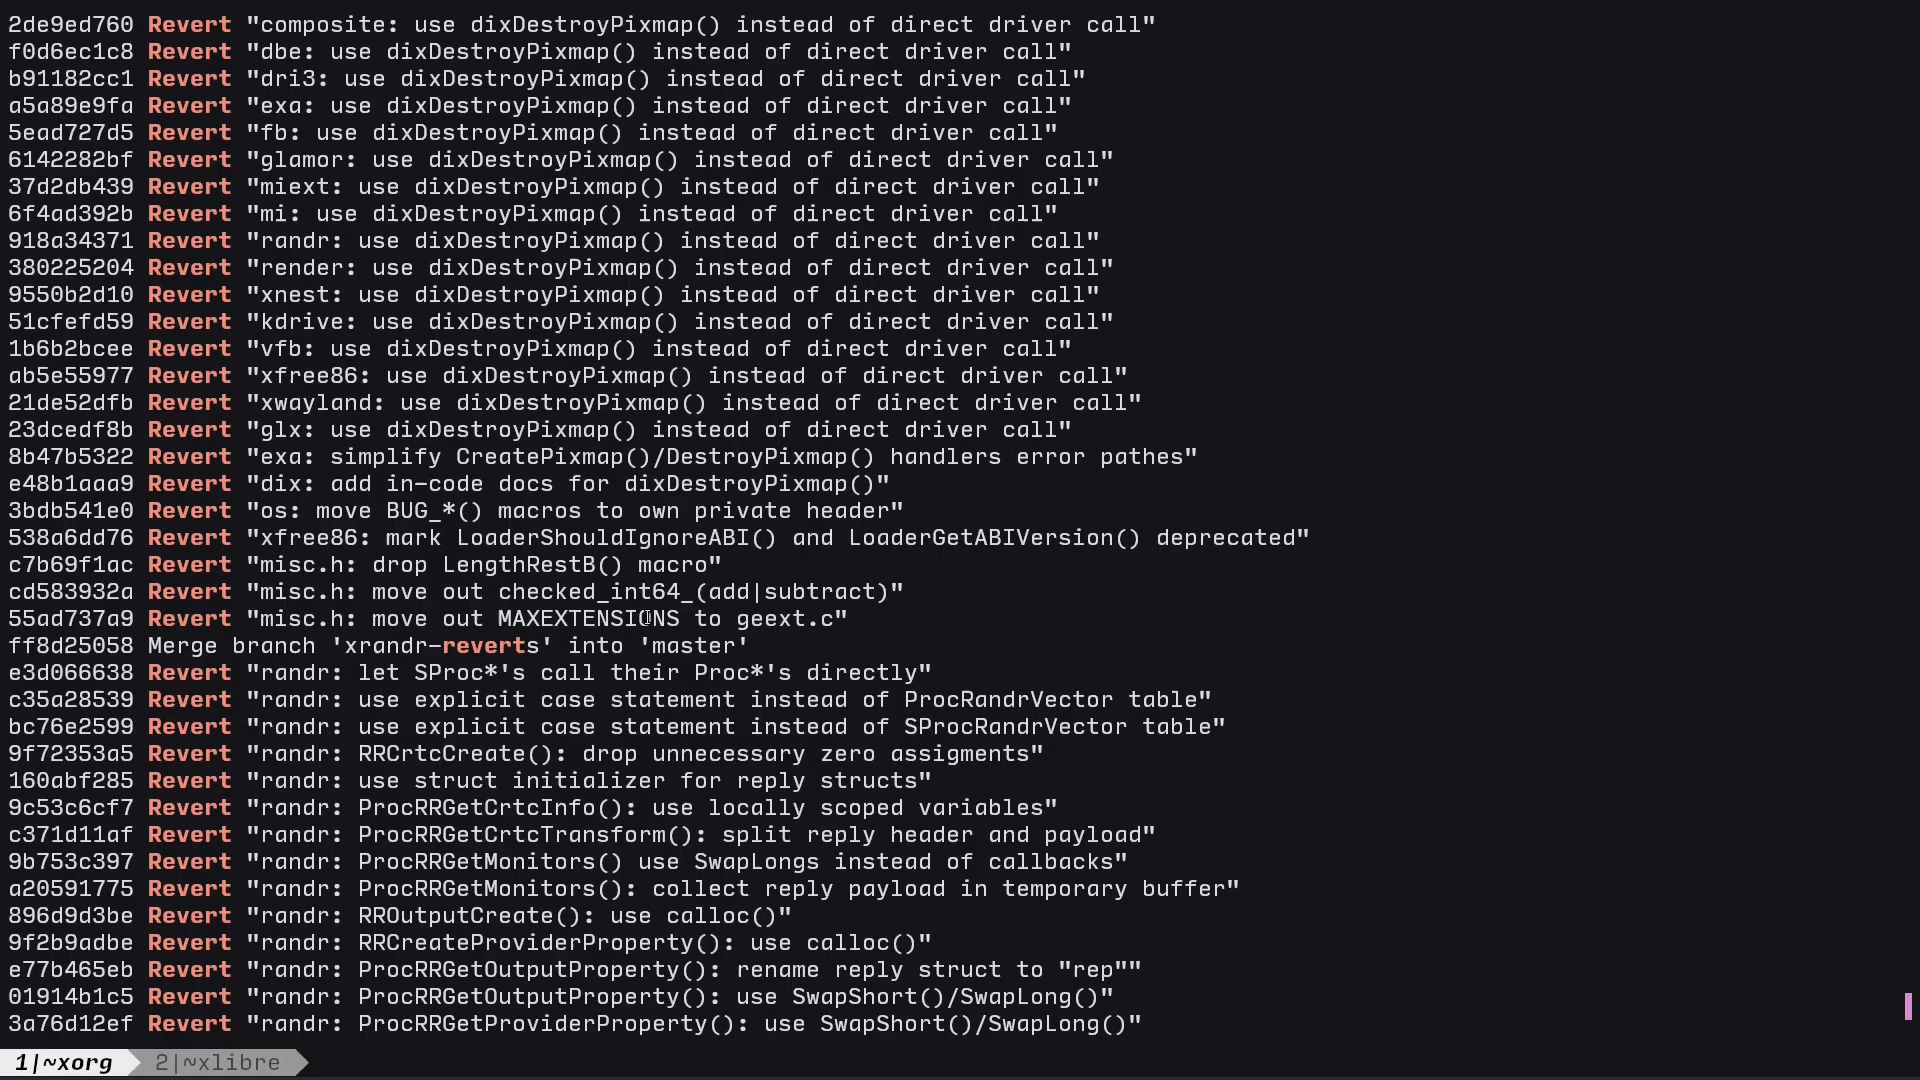 2de9ed760 Revert "composite: use dixDestroyPixmap() instead of direct driver call"
f0d6ec1c8 Revert "dbe: use dixDestroyPixmap() instead of direct driver call"
b91182cc1 Revert "dri3: use dixDestroyPixmap() instead of direct driver call"
a5a89e9fa Revert "exa: use dixDestroyPixmap() instead of direct driver call"
5ead727d5 Revert "fb: use dixDestroyPixmap() instead of direct driver call"
6142282bf Revert "glamor: use dixDestroyPixmap() instead of direct driver call"
37d2db439 Revert "miext: use dixDestroyPixmap() instead of direct driver call"
6f4ad392b Revert "mi: use dixDestroyPixmap() instead of direct driver call"
918a34371 Revert "randr: use dixDestroyPixmap() instead of direct driver call"
380225204 Revert "render: use dixDestroyPixmap() instead of direct driver call"
9550b2d10 Revert "xnest: use dixDestroyPixmap() instead of direct driver call"
51cfefd59 Revert "kdrive: use dixDestroyPixmap() instead of direct driver call"
1b6b2bcee Revert "vfb: use dixDestroyPixmap() instead of direct driver call"
ab5e55977 Revert "xfree86: use dixDestroyPixmap() instead of direct driver call"
21de52dfb Revert "xwayland: use dixDestroyPixmap() instead of direct driver call"
23dcedf8b Revert "glx: use dixDestroyPixmap() instead of direct driver call"
8b47b5322 Revert "exa: simplify CreatePixmap()/DestroyPixmap() handlers error pathes"
e48b1aaa9 Revert "dix: add in-code docs for dixDestroyPixmap()"
3bdb541e0 Revert "os: move BUG_*() macros to own private header"
538a6dd76 Revert "xfree86: mark LoaderShouldIgnoreABI() and LoaderGetABIVersion() deprecated"
c7b69f1ac Revert "misc.h: drop LengthRestB() macro"
cd583932a Revert "misc.h: move out checked_int64_(add|subtract)"
55ad737a9 Revert "misc.h: move out MAXEXTENSIONS to geext.c"
ff8d25058 Merge branch 'xrandr-reverts' into 'master'
e3d066638 Revert "randr: let SProc*'s call their Proc*'s directly"
c35a28539 Revert "randr: use explicit case statement instead of ProcRandrVector table"
bc76e2599 Revert "randr: use explicit case statement instead of SProcRandrVector table"
9f72353a5 Revert "randr: RRCrtcCreate(): drop unnecessary zero assigments"
160abf285 Revert "randr: use struct initializer for reply structs"
9c53c6cf7 Revert "randr: ProcRRGetCrtcInfo(): use locally scoped variables"
c371d11af Revert "randr: ProcRRGetCrtcTransform(): split reply header and payload"
9b753c397 Revert "randr: ProcRRGetMonitors() use SwapLongs instead of callbacks"
a20591775 Revert "randr: ProcRRGetMonitors(): collect reply payload in temporary buffer"
896d9d3be Revert "randr: RROutputCreate(): use calloc()"
9f2b9adbe Revert "randr: RRCreateProviderProperty(): use calloc()"
e77b465eb Revert "randr: ProcRRGetOutputProperty(): rename reply struct to "rep""
01914b1c5 Revert "randr: ProcRRGetOutputProperty(): use SwapShort()/SwapLong()"
3a76d12ef Revert "randr: ProcRRGetProviderProperty(): use SwapShort()/SwapLong()"
1|~xorg 2|~xlibre